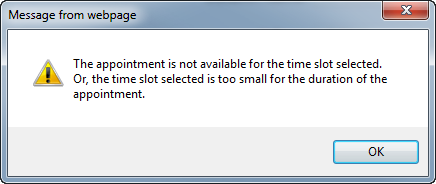 Message from webpage
The appointment is not available for the time slot selected.
Or, the time slot selected is too small for the duration of the
appointment.
OK